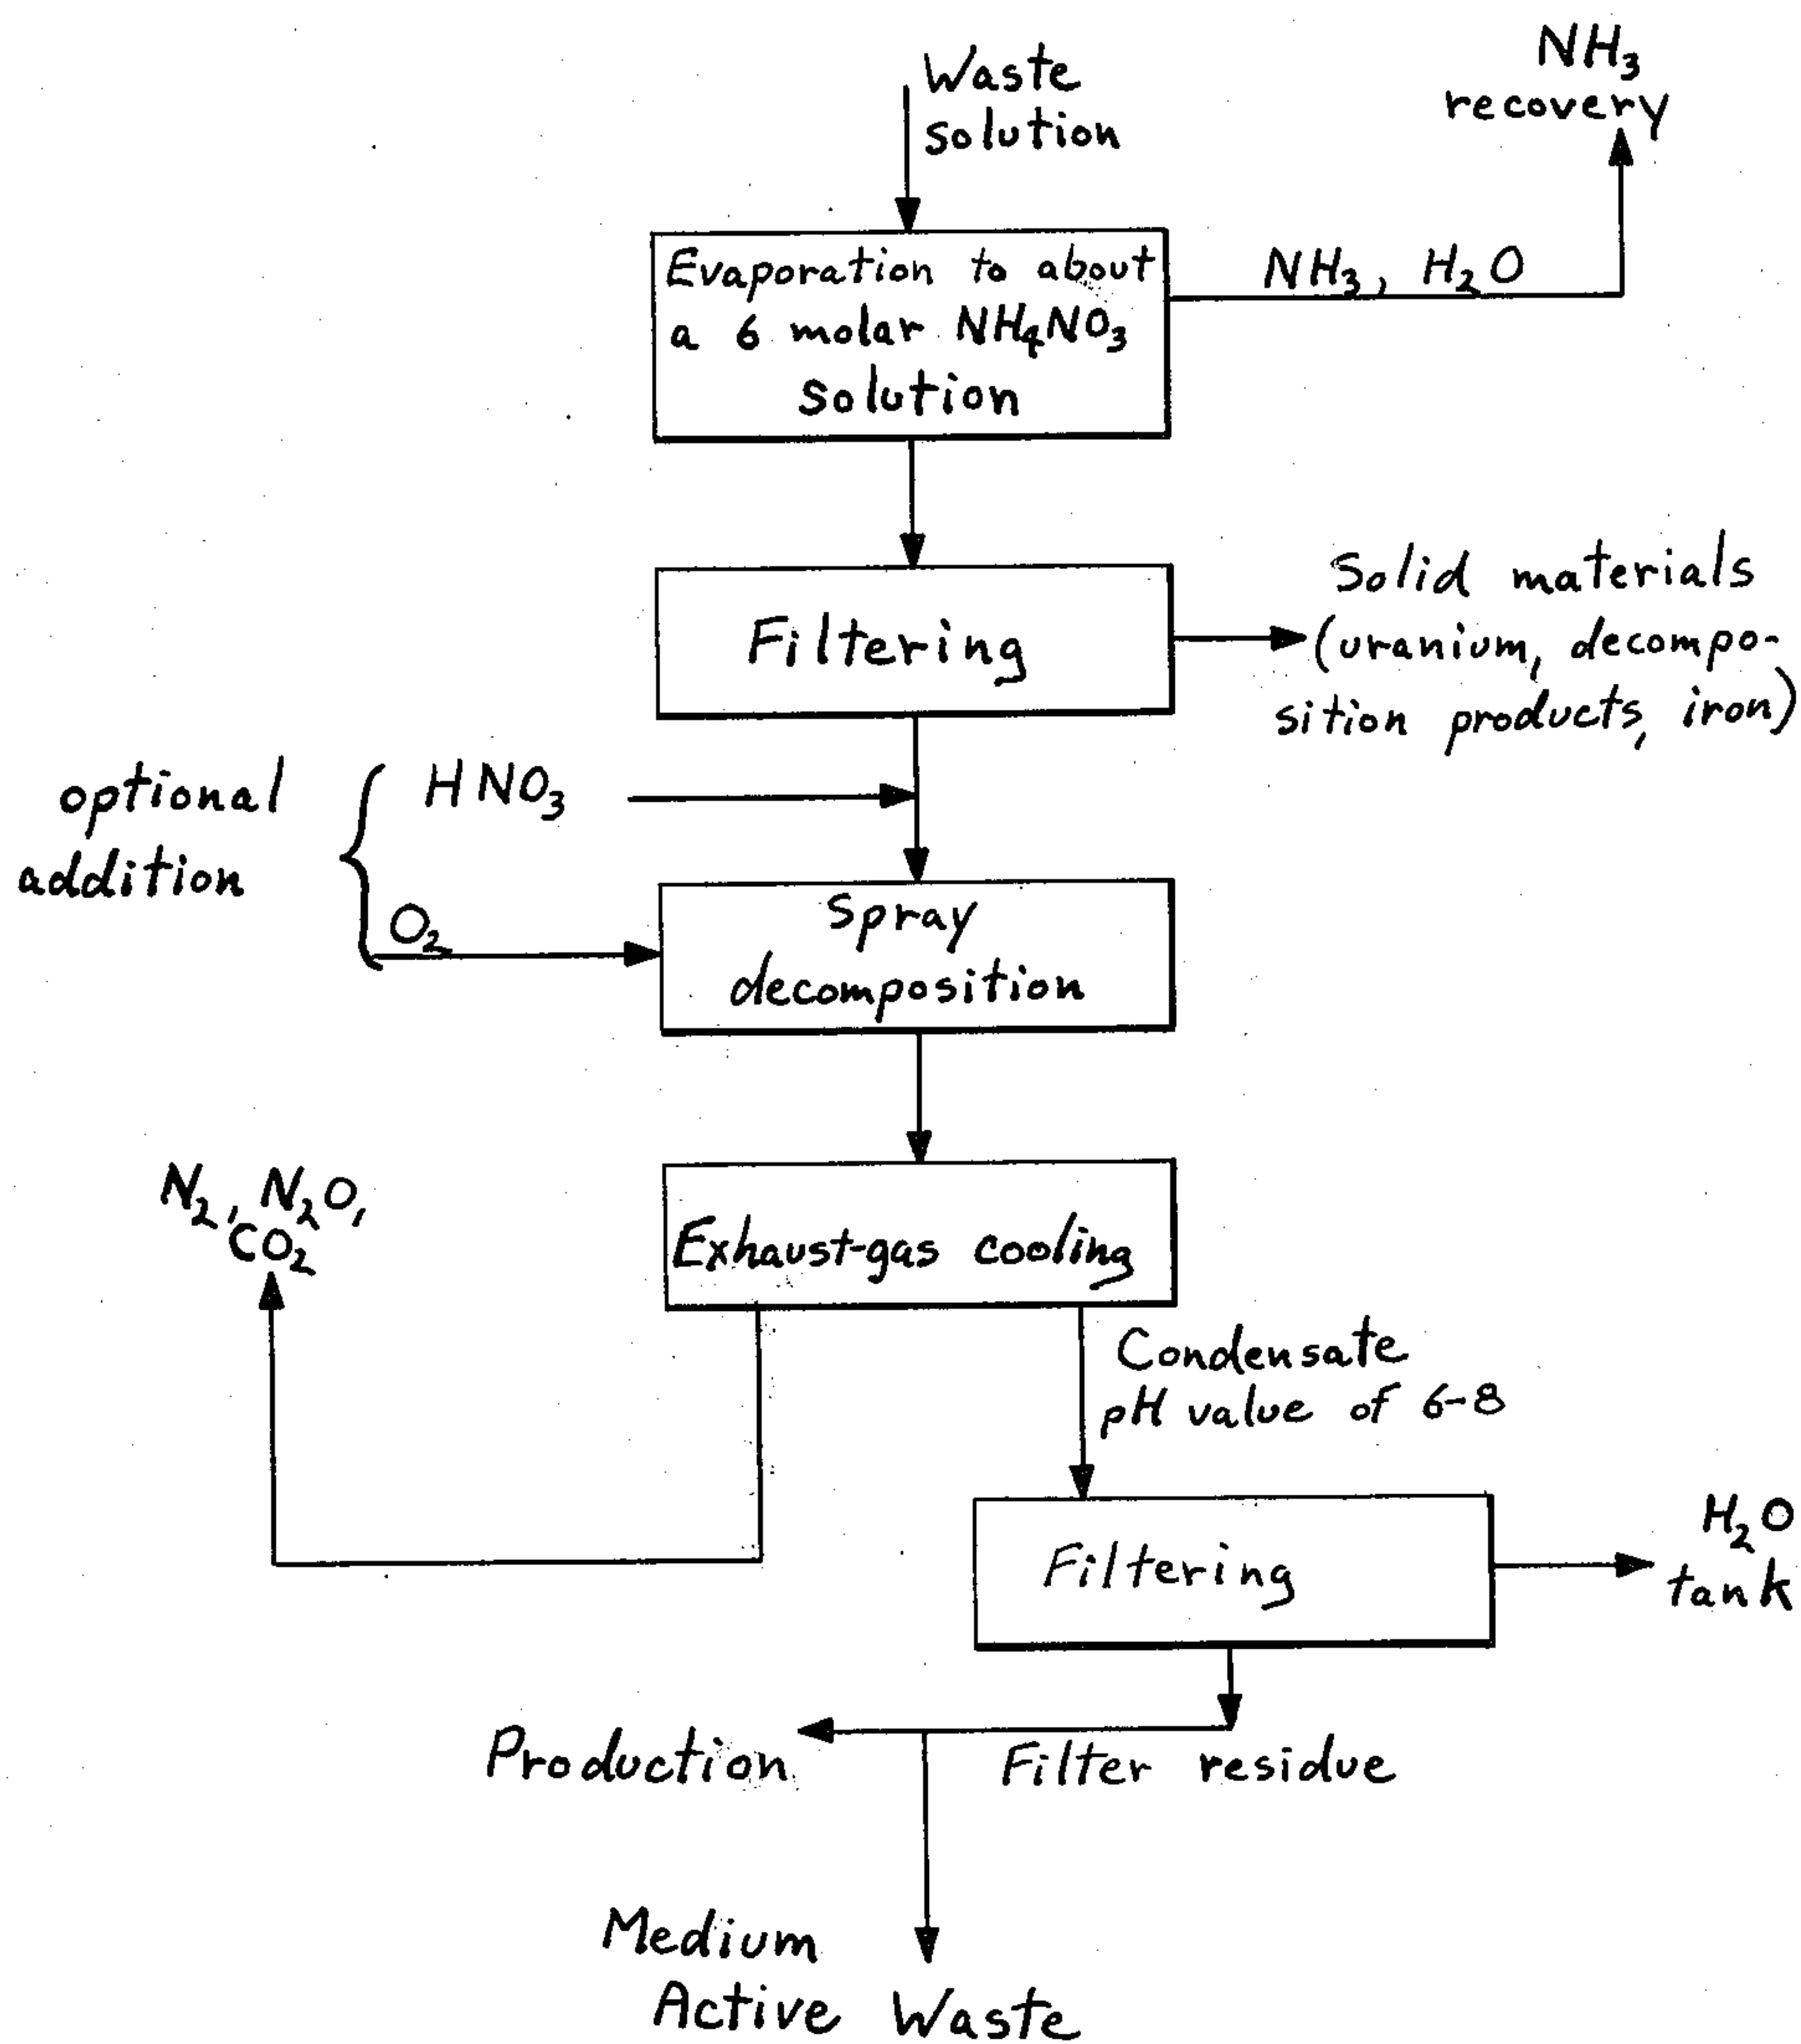 Waste
solution
NH₃
recovery
Evaporation to about
a 6 molar NH₄NO₃
solution
NH₃, H₂O
Filtering
Solid materials
(uranium, decompo-
sition products, iron)
optional
addition
HNO₃
O₂
Spray
decomposition
N₂, N₂O,
CO₂
Exhaust-gas cooling
Condensate
pH value of 6-8
Filtering
H₂O
tank
Production
Filter residue
Medium
Active Waste